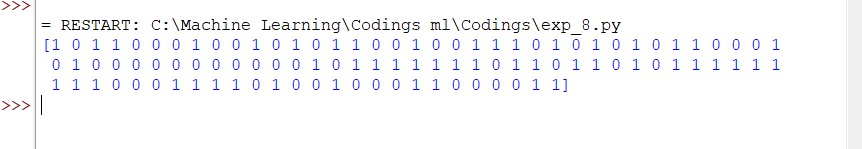 >>>
= RESTART: C:\Machine Learning\Codings ml\Codings\exp_8.py
[1 0 1 1 0 0 0 1 0 0 1 0 1 0 1 1 0 0 1 0 0 1 1 1 0 1 0 1 0 1 0 1 1 0 0 0 1
0 1 0 0 0 0 0 0 0 0 0 0 0 1 0 1 1 1 1 1 1 1 0 1 1 0 1 1 0 1 0 1 1 1 1 1 1
1 1 1 0 0 0 1 1 1 1 0 1 0 0 1 0 0 0 1 1 0 0 0 0 1 1]
>>>